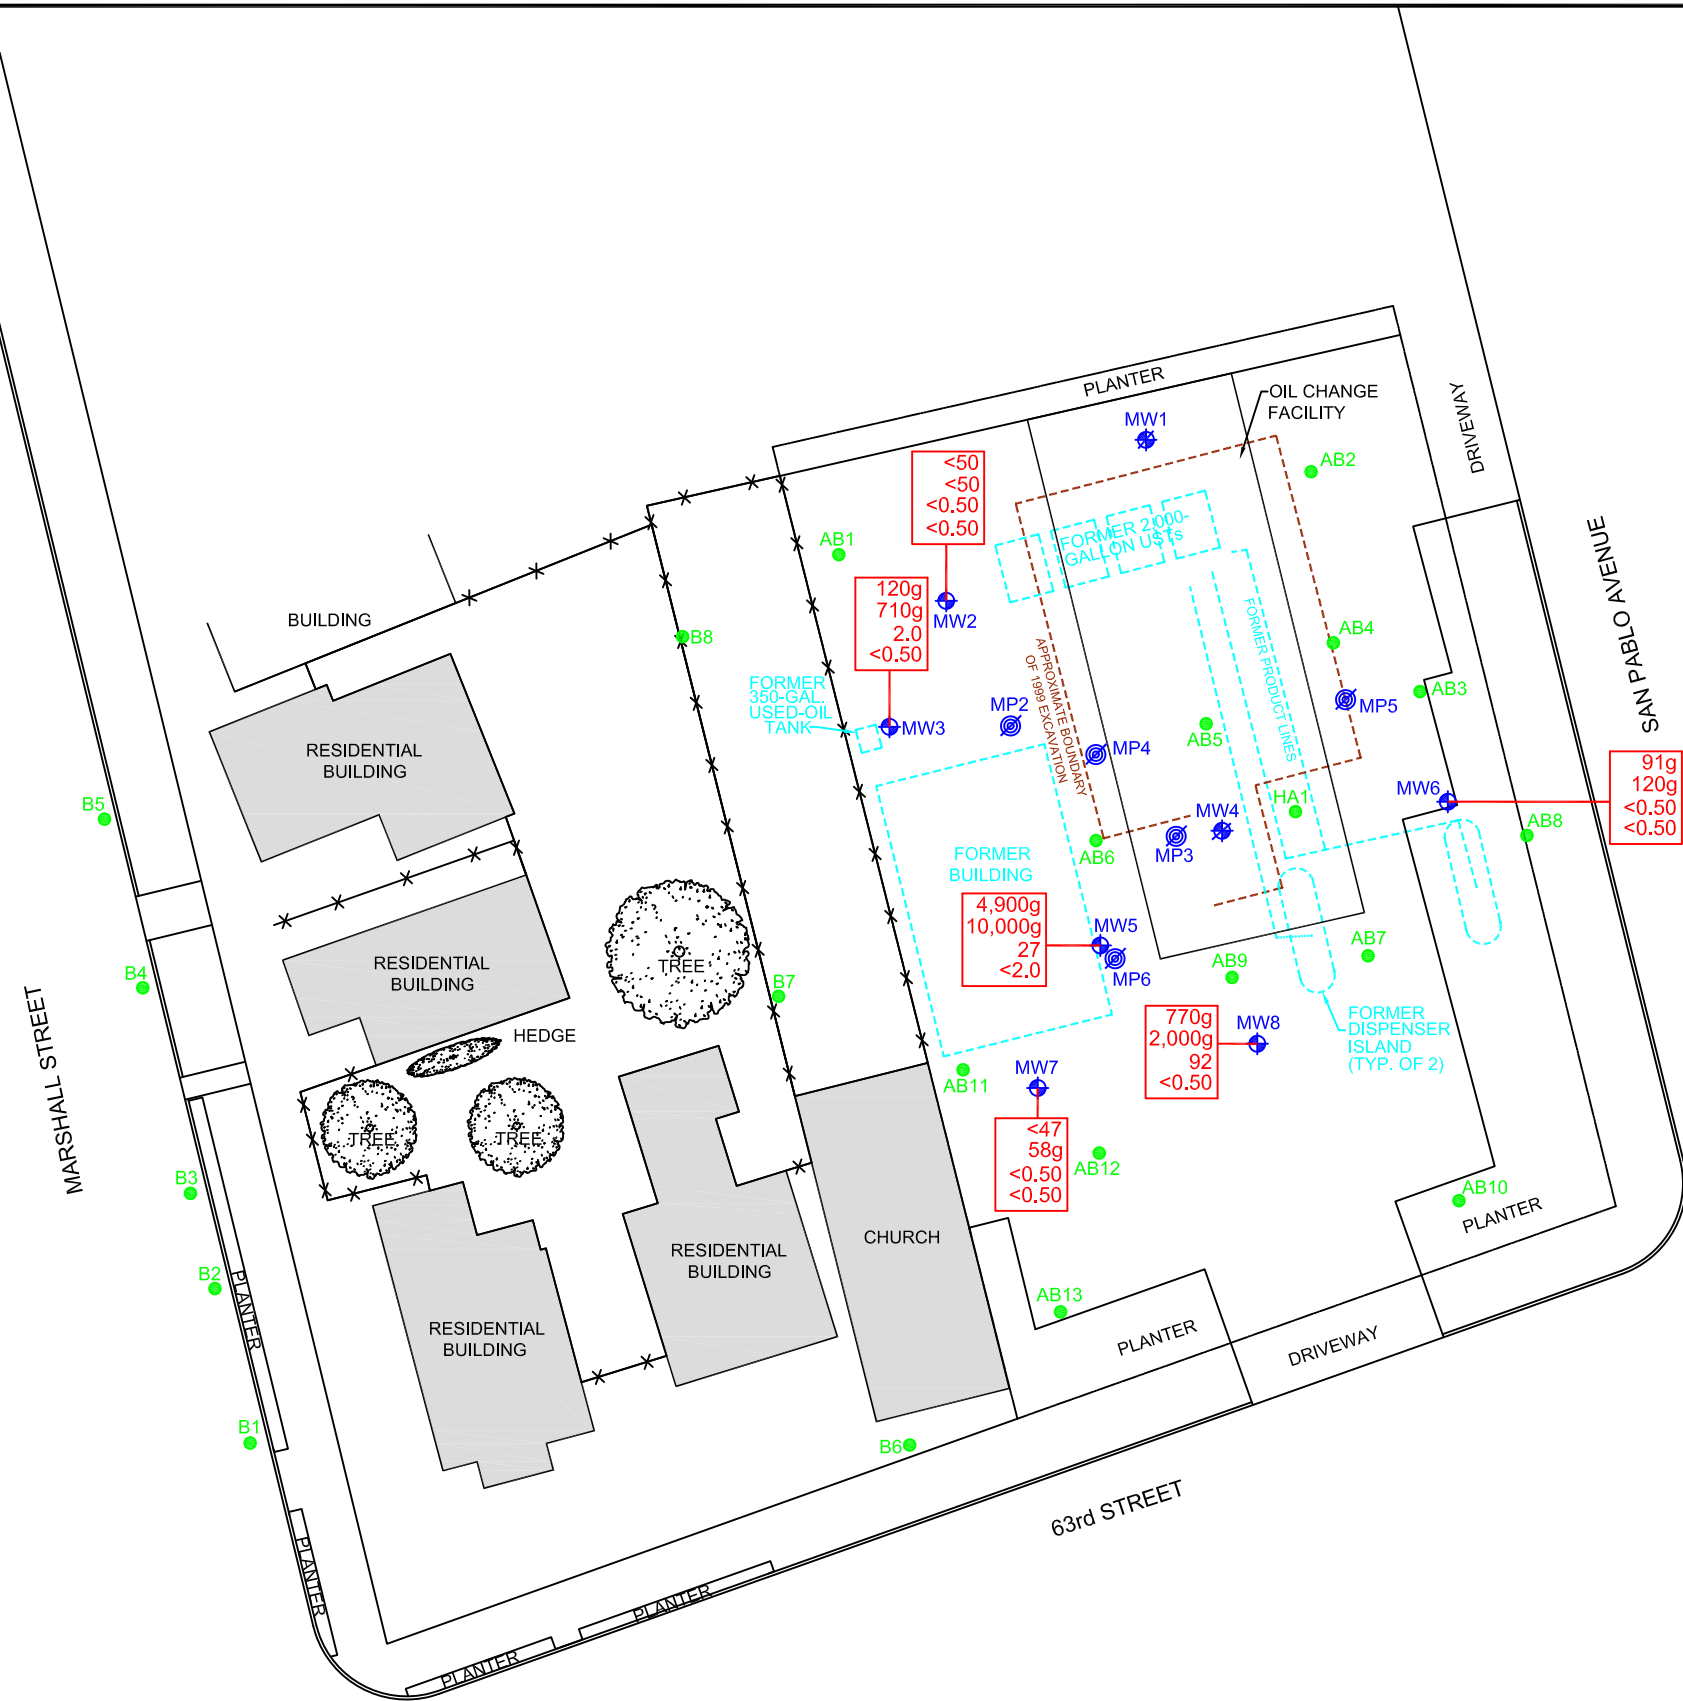 PLANTER
OIL CHANGE
FACILITY
DRIVEWAY
SAN PABLO AVENUE
MW1
AB2
<50
<50
<0.50
<0.50
MW2
AB1
FORMER 2,000-
GALLON USTs
120g
710g
2.0
<0.50
MW3
BUILDING
B8
FORMER
350-GAL.
USED-OIL
TANK
APPROXIMATE BOUNDARY
OF 1999 EXCAVATION
FORMER PRODUCT LINES
AB4
AB3
MP5
MP2
MP4
AB5
RESIDENTIAL
BUILDING
91g
120g
<0.50
<0.50
MW6
AB8
HA1
MW4
MP3
AB6
B5
FORMER
BUILDING
4,900g
10,000g
27
<2.0
MW5
MP6
AB9
AB7
RESIDENTIAL
BUILDING
TREE
B7
B4
MARSHALL STREET
HEDGE
TREE
TREE
FORMER
DISPENSER
ISLAND
(TYP. OF 2)
770g
2,000g
92
<0.50
MW8
MW7
AB11
<47
58g
<0.50
<0.50
AB12
AB10
PLANTER
B3
B2
PLANTER
CHURCH
RESIDENTIAL
BUILDING
RESIDENTIAL
BUILDING
AB13
PLANTER
DRIVEWAY
B1
B6
63rd STREET
PLANTER
PLANTER
PLANTER